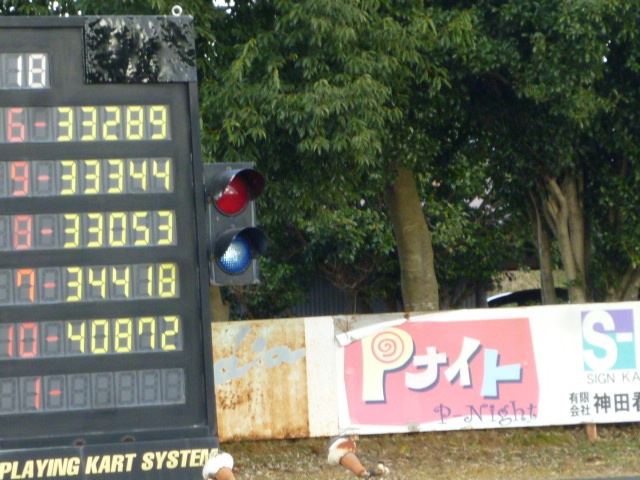 18
6-33289
9-33344
8-33053
7-34418
10-40872
1-
PLAYING KART SYSTEM
Pナイト
P-Night
S-
SIGN KA
有限
会社
神田看